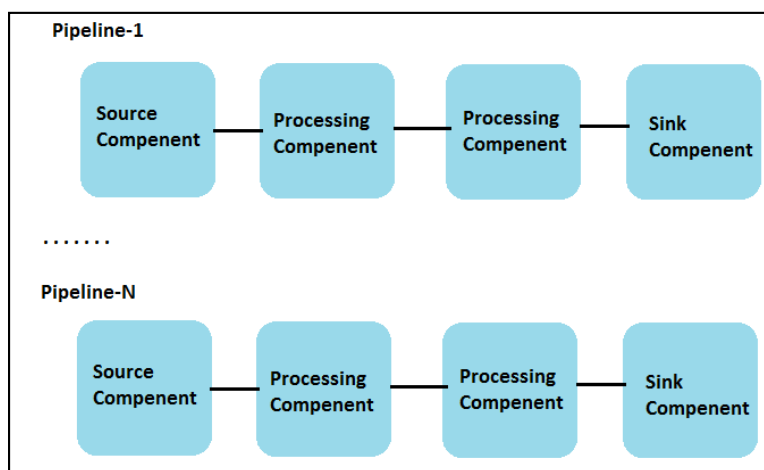 Pipeline-1
Source
Compenent
Processing
Compenent
Processing
Compenent
Sink
Compenent
.......
Pipeline-N
Source
Compenent
Processing
Compenent
Processing
Compenent
Sink
Compenent